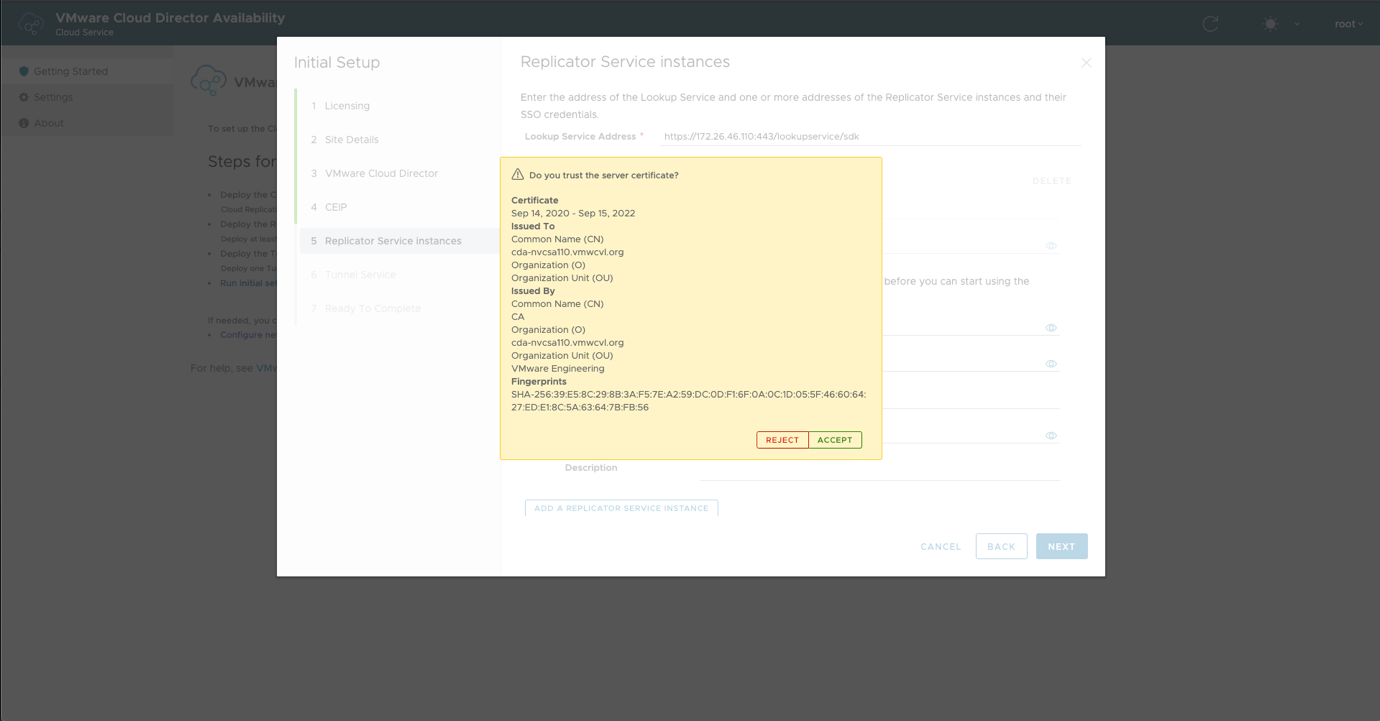 VMware Cloud Director Availability
Cloud Service
root
Getting Started
Settings
About
VMwa
To set up the Cl
Steps for
Deploy the C
Cloud Replicat
Deploy the R
Deploy at least
Deploy the T
Deploy one Tu
Run initial set
If needed, you c
Configure ne
For help, see VMw
Initial Setup
1 Licensing
2 Site Details
3 VMware Cloud Director
4 CEIP
5 Replicator Service instances
6 Tunnel Service
7 Ready To Complete
Replicator Service instances
Enter the address of the Lookup Service and one or more addresses of the Replicator Service instances and their
SSO credentials.
Lookup Service Address * https://172.26.46.110:443/lookupservice/sdk
DELETE
before you can start using the
Do you trust the server certificate?
Certificate
Sep 14, 2020 - Sep 15, 2022
Issued To
Common Name (CN)
cda-nvcsa110.vmwcvl.org
Organization (O)
Organization Unit (OU)
Issued By
Common Name (CN)
CA
Organization (O)
cda-nvcsa110.vmwcvl.org
Organization Unit (OU)
VMware Engineering
Fingerprints
SHA-256:39:E5:8C:29:8B:3A:F5:7E:A2:59:DC:0D:F1:6F:0A:0C:1D:05:5F:46:60:64:
27:ED:E1:8C:5A:63:64:7B:FB:56
REJECT ACCEPT
Description
ADD A REPLICATOR SERVICE INSTANCE
CANCEL BACK NEXT